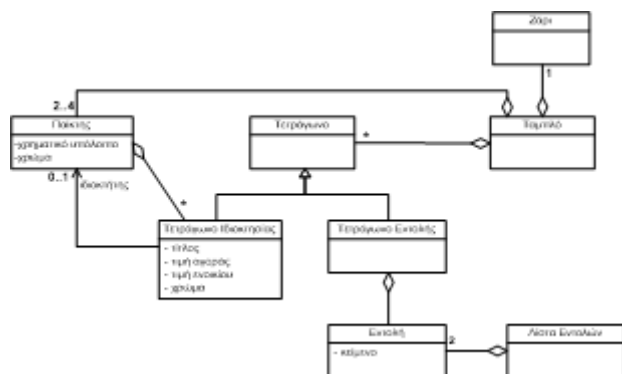 Ζάρι
1
2..4
Παίκτης
-χρηματικό υπόλοιπο
-χρώμα
Τετράγωνο
*
Ταμπλό
0..1
ιδιοκτήτης
*
Τετράγωνο Ιδιοκτησίας
- τίτλος
- τιμή αγοράς
- τιμή ενοικίου
- χρώμα
Τετράγωνο Εντολής
Εντολή
- κείμενο
2
Λίστα Εντολών